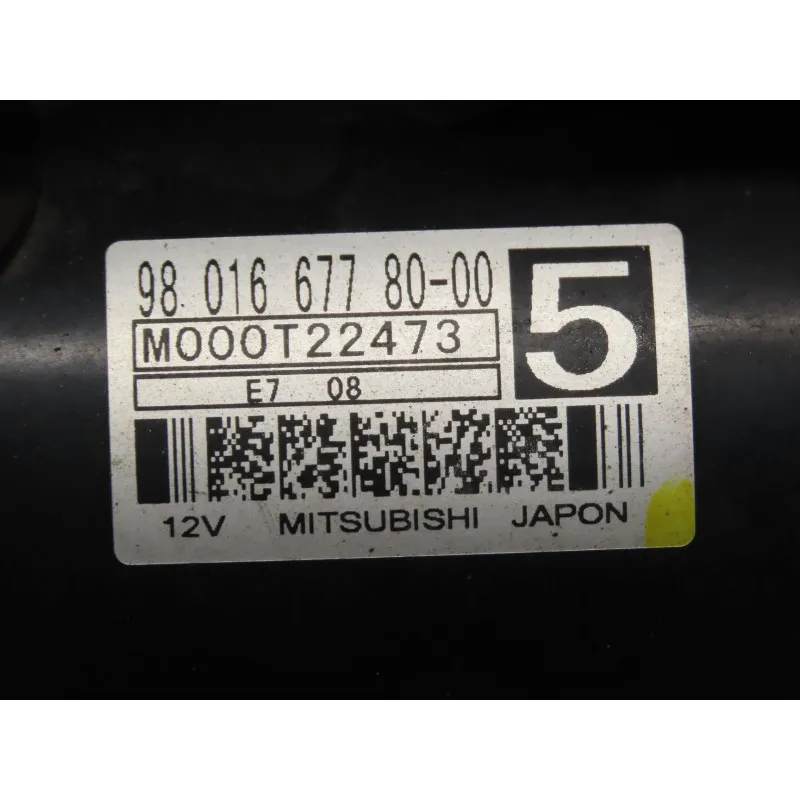 98 016 677 80-00
5
M000T22473
E7 08
12V MITSUBISHI JAPON